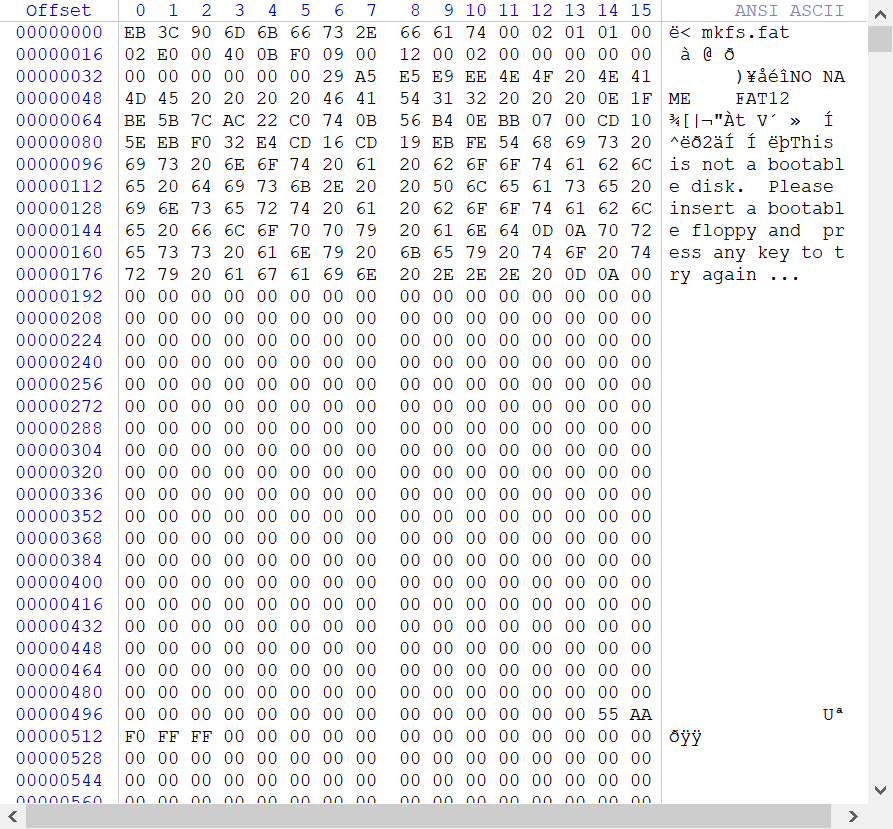 Offset 0 1 2 3 4 5 6 7 8 9 10 11 12 13 14 15 ANSI ASCII
00000000 EB 3C 90 6D 6B 66 73 2E 66 61 74 00 02 01 01 00 ë< mkfs.fat
00000016 02 E0 00 40 0B F0 09 00 12 00 02 00 00 00 00 00 à @ ð
00000032 00 00 00 00 00 00 29 A5 E5 E9 EE 4E 4F 20 4E 41 )¥åéîNO NA
00000048 4D 45 20 20 20 20 46 41 54 31 32 20 20 20 0E 1F ME FAT12
00000064 BE 5B 7C AC 22 C0 74 0B 56 B4 0E BB 07 00 CD 10 ¾[|¬"Àt V´ » Í
00000080 5E EB F0 32 E4 CD 16 CD 19 EB FE 54 68 69 73 20 ^ëð2äÍ Í ëþThis
00000096 69 73 20 6E 6F 74 20 61 20 62 6F 6F 74 61 62 6C is not a bootabl
00000112 65 20 64 69 73 6B 2E 20 20 50 6C 65 61 73 65 20 e disk. Please
00000128 69 6E 73 65 72 74 20 61 20 62 6F 6F 74 61 62 6C insert a bootabl
00000144 65 20 66 6C 6F 70 70 79 20 61 6E 64 0D 0A 70 72 e floppy and pr
00000160 65 73 73 20 61 6E 79 20 6B 65 79 20 74 6F 20 74 ess any key to t
00000176 72 79 20 61 67 61 69 6E 20 2E 2E 2E 20 0D 0A 00 ry again ...
00000192 00 00 00 00 00 00 00 00 00 00 00 00 00 00 00 00
00000208 00 00 00 00 00 00 00 00 00 00 00 00 00 00 00 00
00000224 00 00 00 00 00 00 00 00 00 00 00 00 00 00 00 00
00000240 00 00 00 00 00 00 00 00 00 00 00 00 00 00 00 00
00000256 00 00 00 00 00 00 00 00 00 00 00 00 00 00 00 00
00000272 00 00 00 00 00 00 00 00 00 00 00 00 00 00 00 00
00000288 00 00 00 00 00 00 00 00 00 00 00 00 00 00 00 00
00000304 00 00 00 00 00 00 00 00 00 00 00 00 00 00 00 00
00000320 00 00 00 00 00 00 00 00 00 00 00 00 00 00 00 00
00000336 00 00 00 00 00 00 00 00 00 00 00 00 00 00 00 00
00000352 00 00 00 00 00 00 00 00 00 00 00 00 00 00 00 00
00000368 00 00 00 00 00 00 00 00 00 00 00 00 00 00 00 00
00000384 00 00 00 00 00 00 00 00 00 00 00 00 00 00 00 00
00000400 00 00 00 00 00 00 00 00 00 00 00 00 00 00 00 00
00000416 00 00 00 00 00 00 00 00 00 00 00 00 00 00 00 00
00000432 00 00 00 00 00 00 00 00 00 00 00 00 00 00 00 00
00000448 00 00 00 00 00 00 00 00 00 00 00 00 00 00 00 00
00000464 00 00 00 00 00 00 00 00 00 00 00 00 00 00 00 00
00000480 00 00 00 00 00 00 00 00 00 00 00 00 00 00 00 00
00000496 00 00 00 00 00 00 00 00 00 00 00 00 00 00 55 AA Uª
00000512 F0 FF FF 00 00 00 00 00 00 00 00 00 00 00 00 00 ðÿÿ
00000528 00 00 00 00 00 00 00 00 00 00 00 00 00 00 00 00
00000544 00 00 00 00 00 00 00 00 00 00 00 00 00 00 00 00
00000560 00 00 00 00 00 00 00 00 00 00 00 00 00 00 00 00